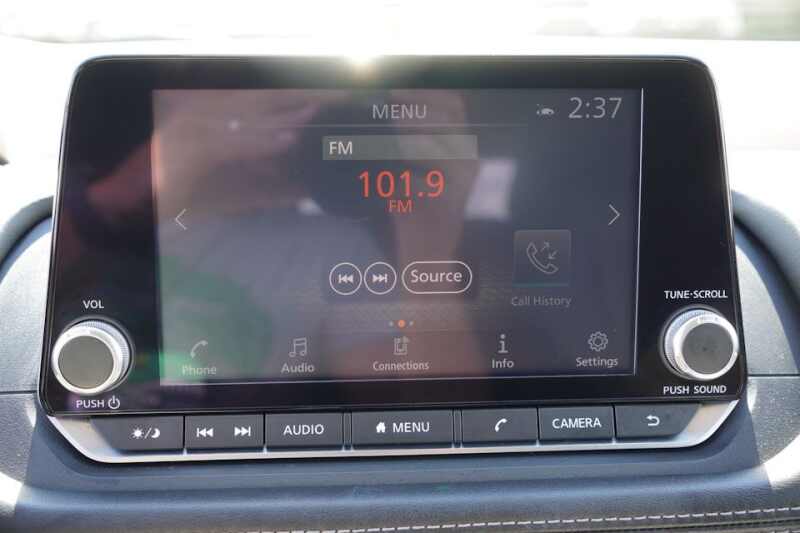 MENU 2:37
FM
101.9
FM
Source
Call History
Phone Audio Connections Info Settings
VOL
PUSH
TUNE·SCROLL
PUSH SOUND
AUDIO MENU CAMERA